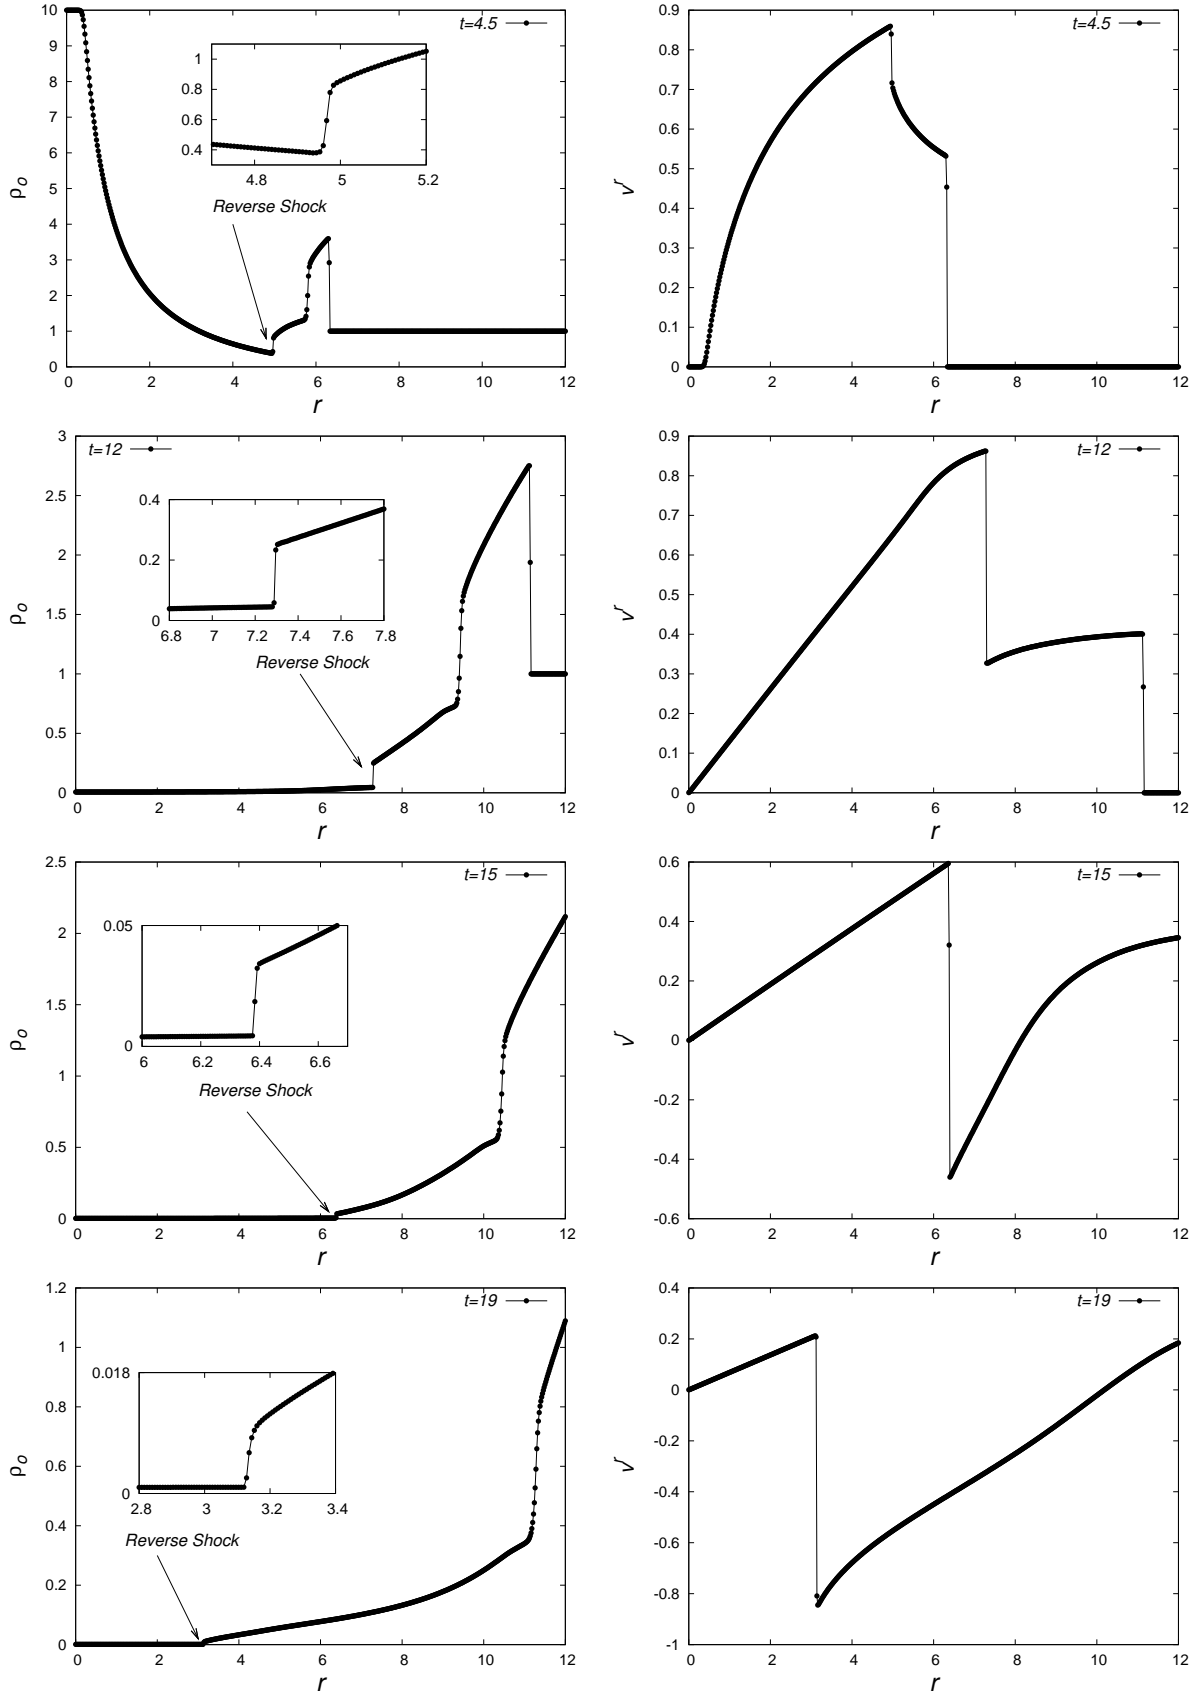 t=4.5
10
9
8
7
6
5
4
3
2
1
0
ρo
1
0.8
0.6
0.4
4.8 5 5.2
Reverse Shock
0 2 4 6 8 10 12
r
t=4.5
0.9
0.8
0.7
0.6
0.5
0.4
0.3
0.2
0.1
0
v^r
0 2 4 6 8 10 12
r
t=12
3
2.5
2
1.5
1
0.5
0
ρo
0.4
0.2
0
6.8 7 7.2 7.4 7.6 7.8
Reverse Shock
0 2 4 6 8 10 12
r
t=12
0.9
0.8
0.7
0.6
0.5
0.4
0.3
0.2
0.1
0
v^r
0 2 4 6 8 10 12
r
t=15
2.5
2
1.5
1
0.5
0
ρo
0.05
0
6 6.2 6.4 6.6
Reverse Shock
0 2 4 6 8 10 12
r
t=15
0.6
0.4
0.2
0
-0.2
-0.4
-0.6
v^r
0 2 4 6 8 10 12
r
t=19
1.2
1
0.8
0.6
0.4
0.2
0
ρo
0.018
0
2.8 3 3.2 3.4
Reverse Shock
0 2 4 6 8 10 12
r
t=19
0.4
0.2
0
-0.2
-0.4
-0.6
-0.8
-1
v^r
0 2 4 6 8 10 12
r